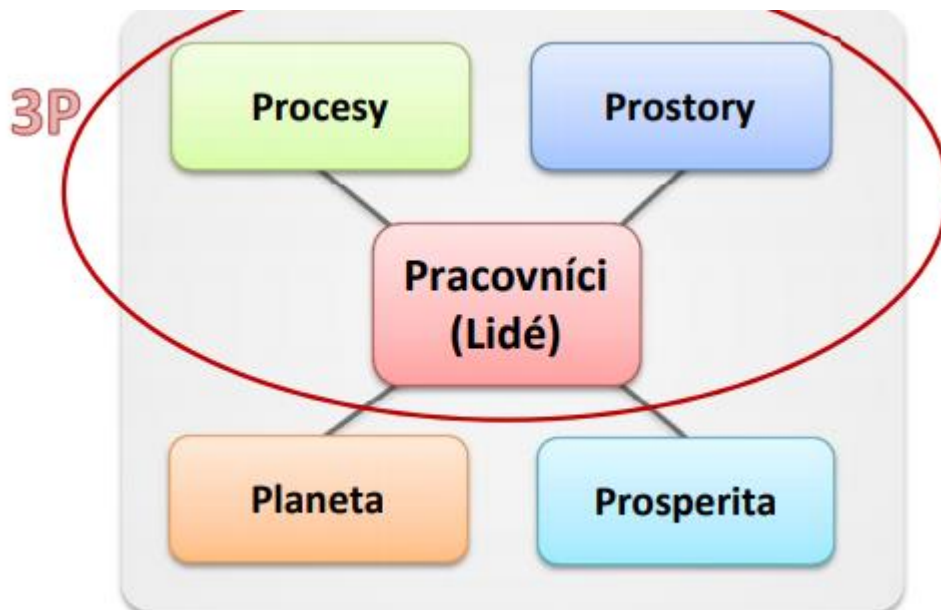 3P
Procesy
Prostory
Pracovníci
(Lidé)
Planeta
Prosperita